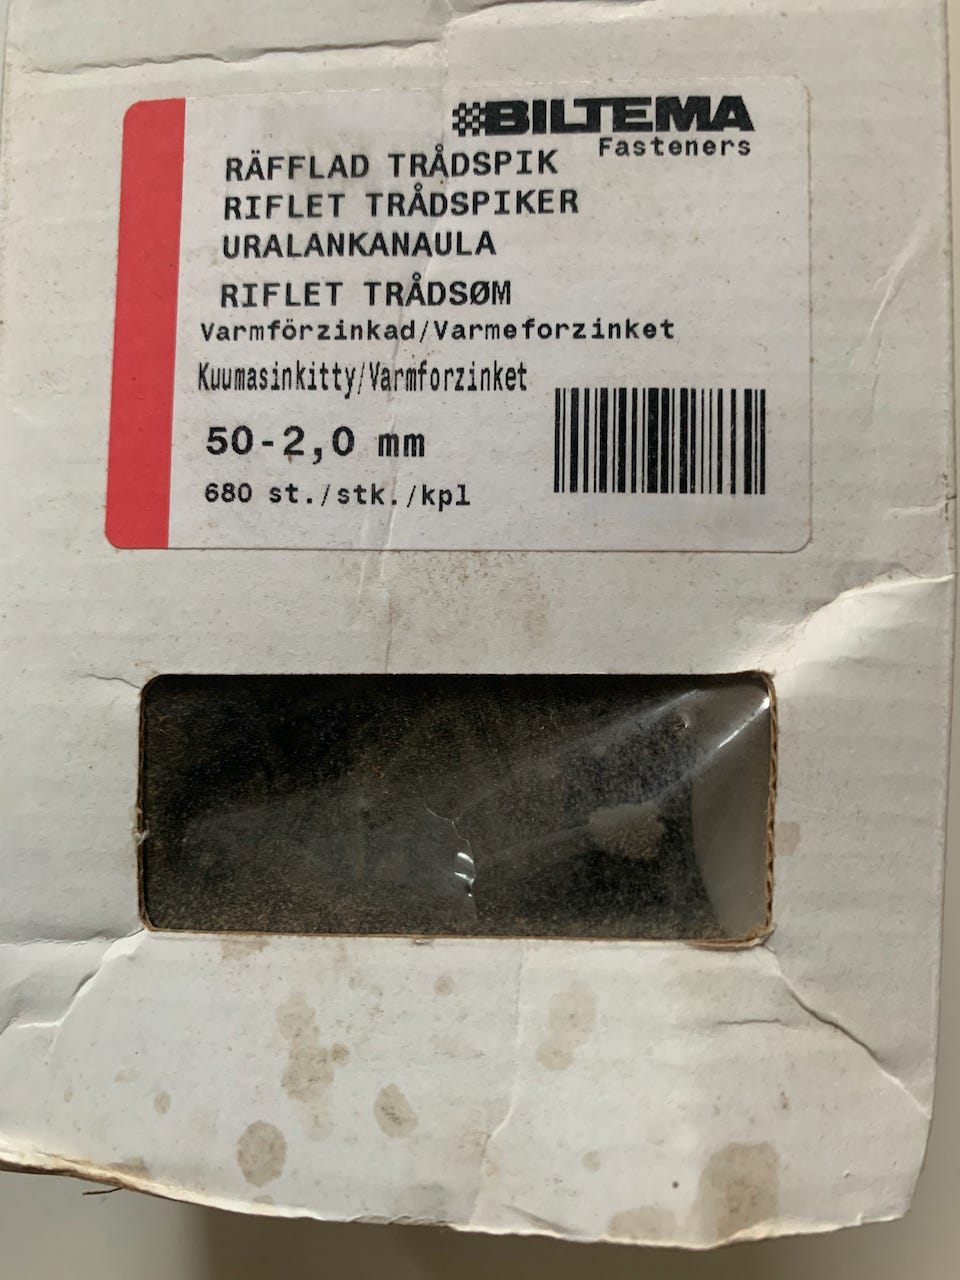 BILTEMA
Fasteners
RÄFFLAD TRÅDSPIK
RIFLET TRÅDSPIKER
URALANKANAULA
RIFLET TRÅDSØM
Varmförzinkad/Varmeforzinket
Kuumasinkitty/Varmforzinket
50-2,0 mm
680 st./stk./kpl